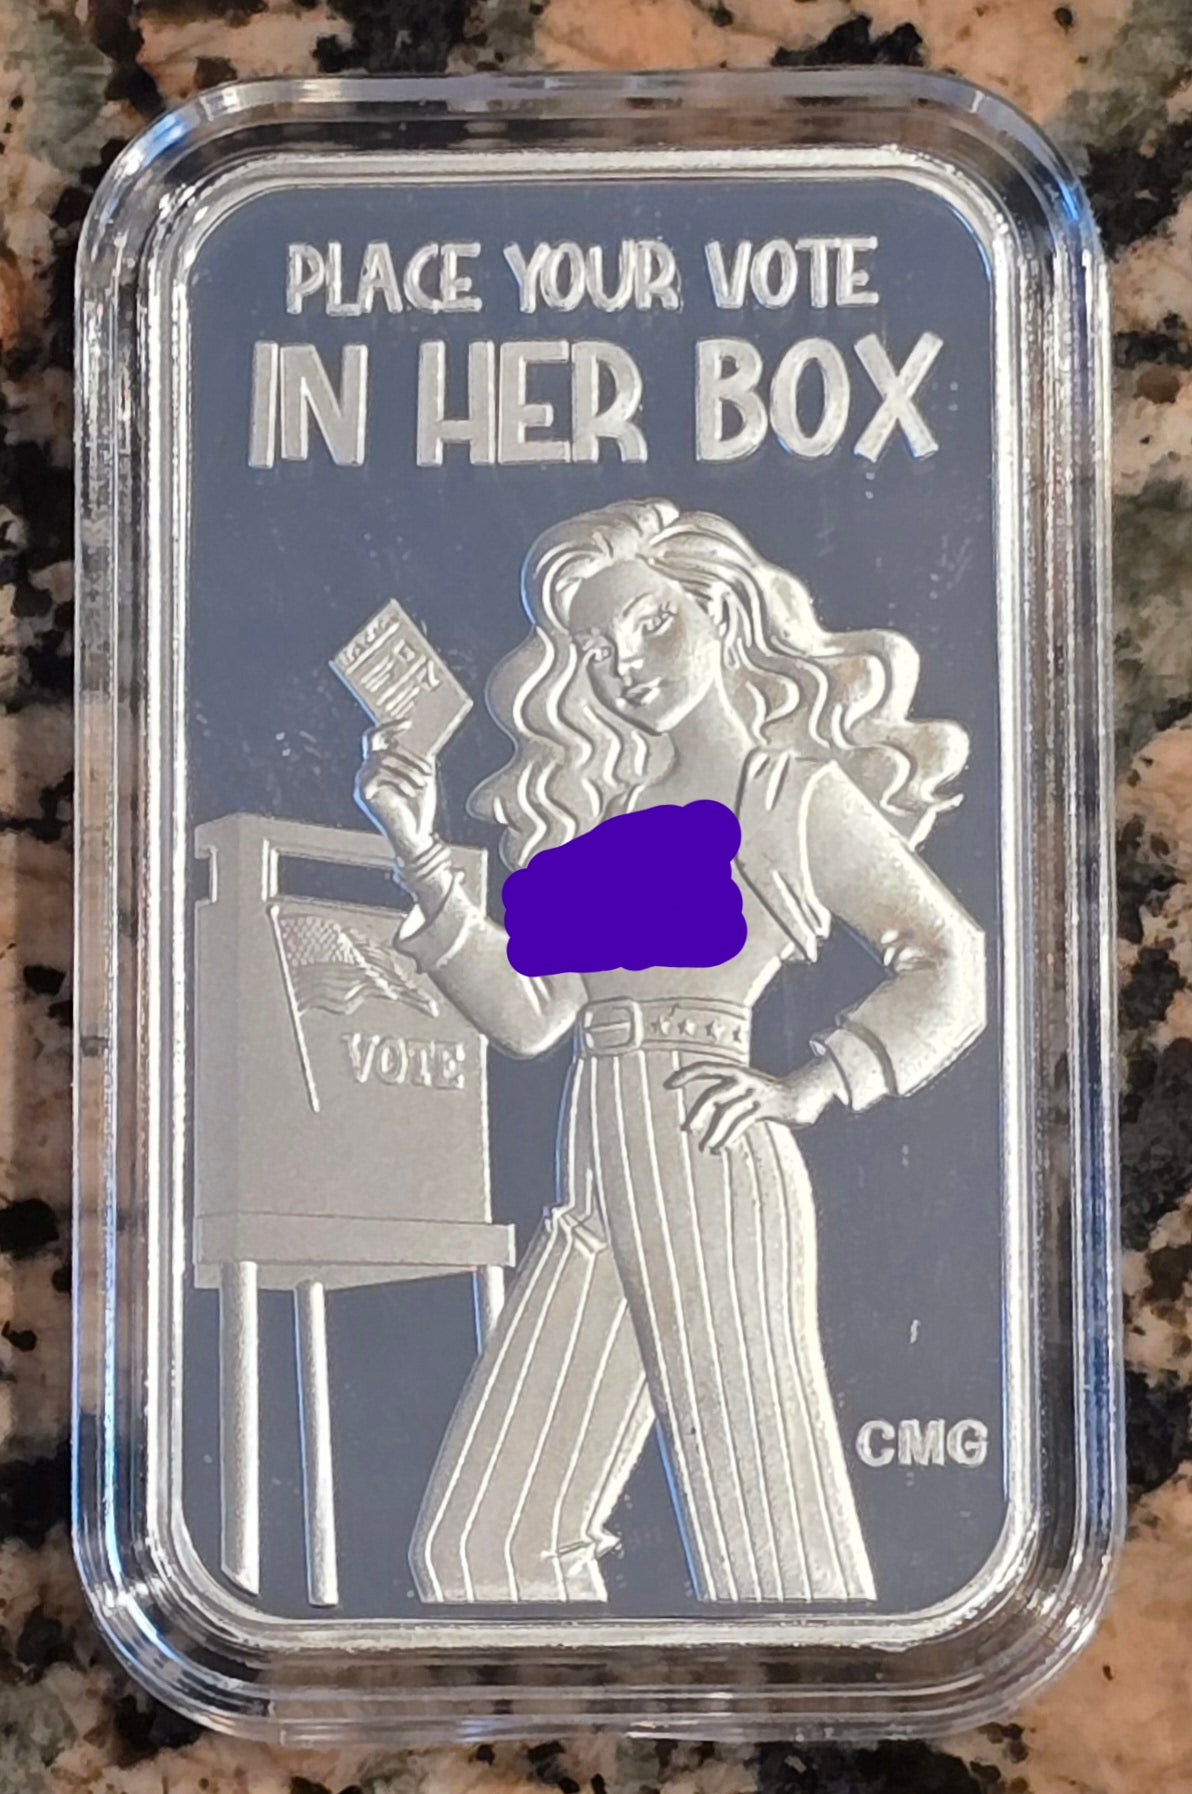 PLACE YOUR VOTE
IN HER BOX
VOTE
CMG